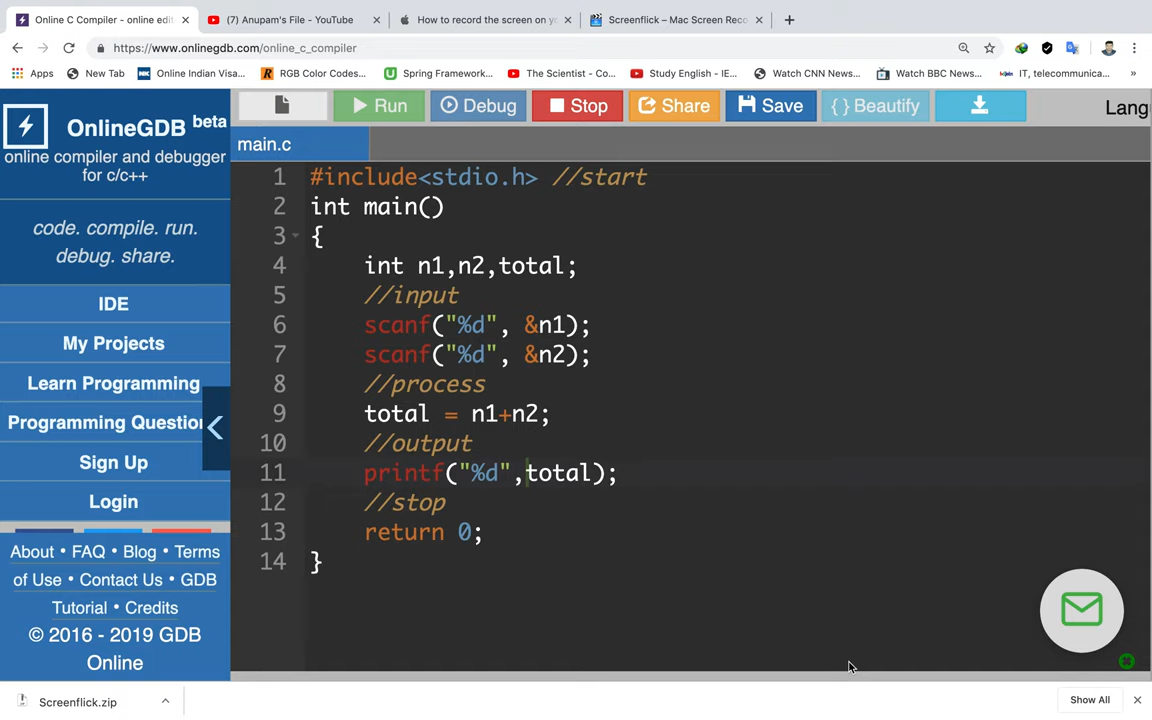 Online C Compiler - online edit
(7) Anupam's File - YouTube
How to record the screen on yo
Screenflick – Mac Screen Reco
https://www.onlinegdb.com/online_c_compiler
Apps
New Tab
Online Indian Visa...
RGB Color Codes...
Spring Framework...
The Scientist - Co...
Study English - IE...
Watch CNN News...
Watch BBC News...
IT, telecommunica...
»
OnlineGDB beta
online compiler and debugger
for c/c++
code. compile. run.
debug. share.
IDE
My Projects
Learn Programming
Programming Question
Sign Up
Login
About • FAQ • Blog • Terms
of Use • Contact Us • GDB
Tutorial • Credits
© 2016 - 2019 GDB
Online
Run
Debug
Stop
Share
Save
{ } Beautify
Lang
main.c
1 #include<stdio.h> //start
2 int main()
3 {
4 int n1,n2,total;
5 //input
6 scanf("%d", &n1);
7 scanf("%d", &n2);
8 //process
9 total = n1+n2;
10 //output
11 printf("%d",total);
12 //stop
13 return 0;
14 }
Screenflick.zip
Show All